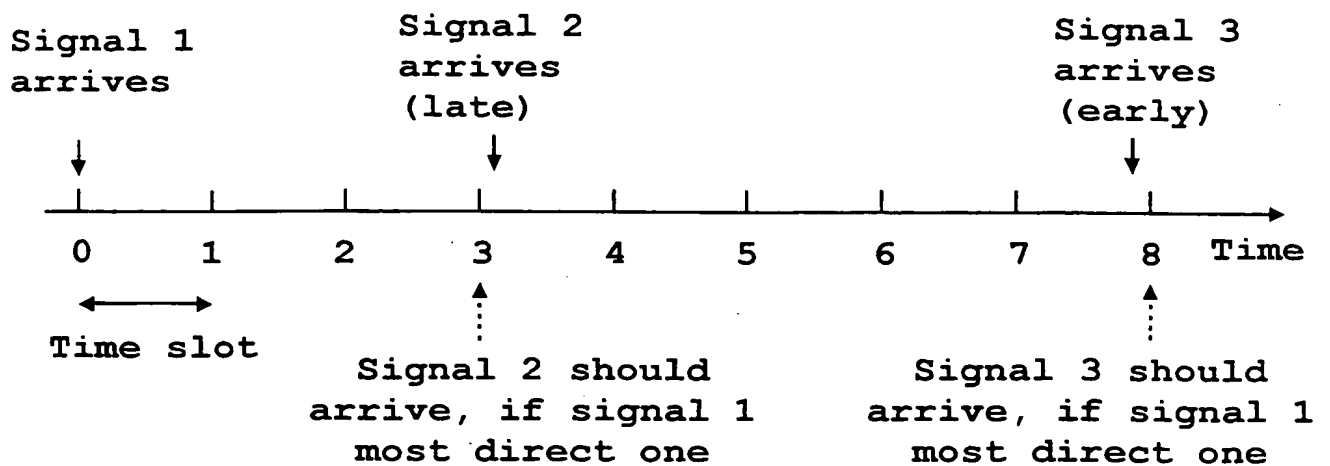 Signal 1
arrives
Signal 2
arrives
(late)
Signal 3
arrives
(early)
0 1 2 3 4 5 6 7 8 Time
Time slot
Signal 2 should
arrive, if signal 1
most direct one
Signal 3 should
arrive, if signal 1
most direct one